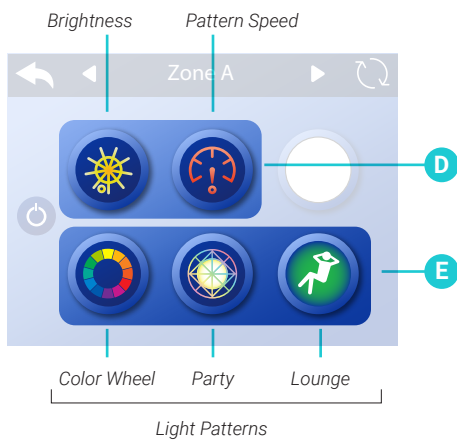 Brightness Pattern Speed
Zone A
D
E
Color Wheel Party Lounge
Light Patterns